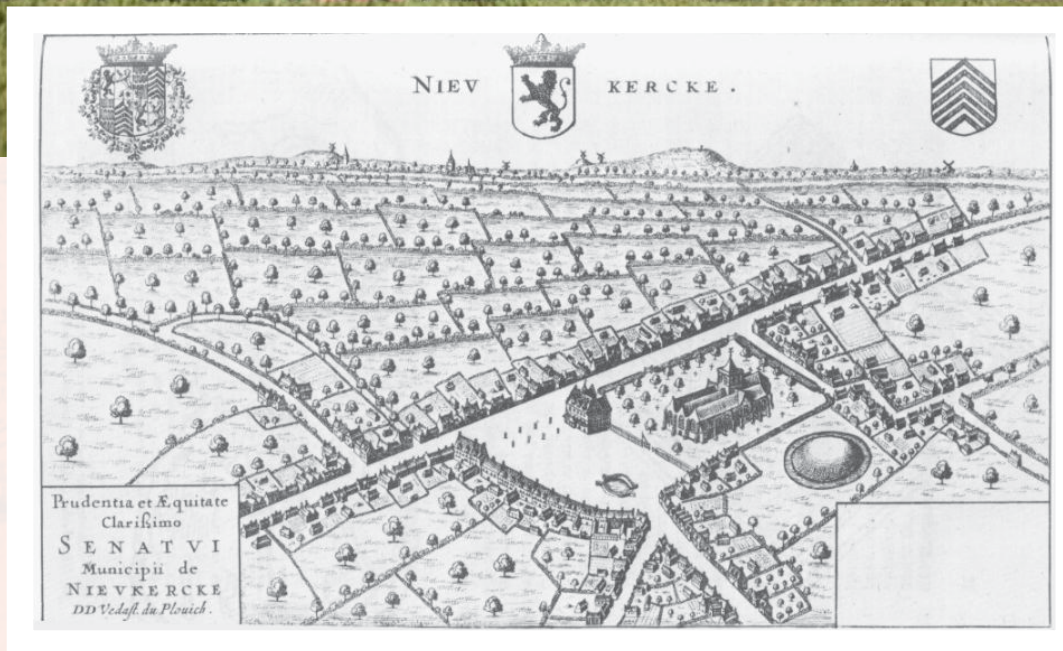 NIEV KERCKE.
Prudentia et Æquitate
Clarißimo
SENATVI
Municipii de
NIEVKERCKE
DD Vedast. du Plouich.